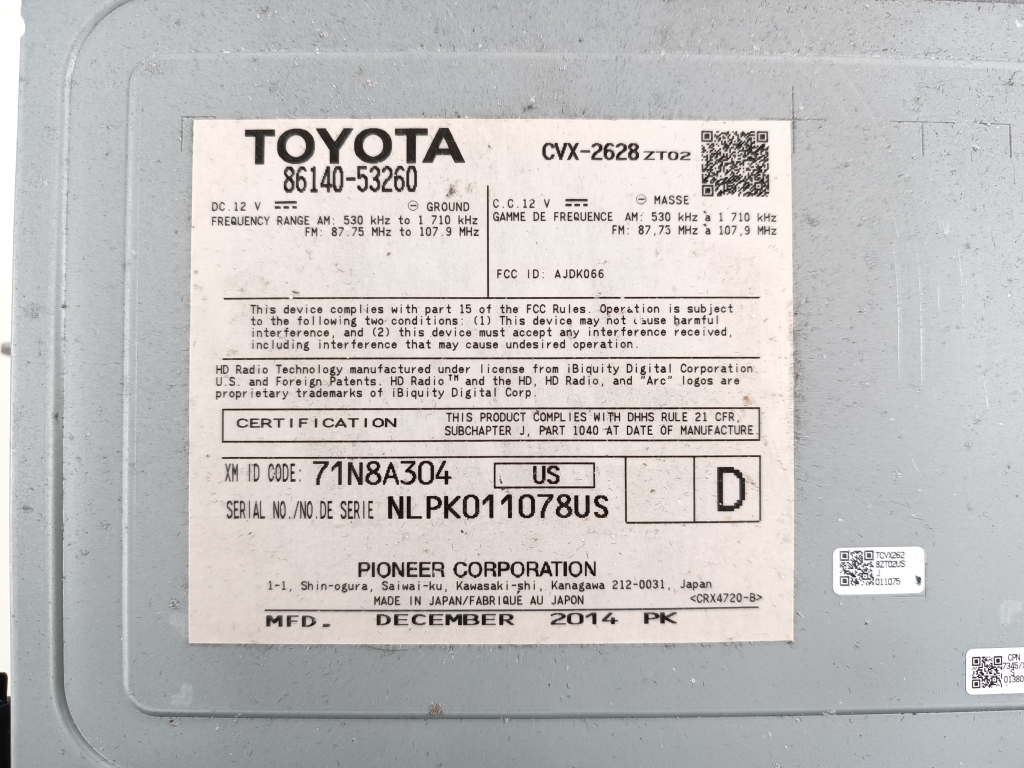 TOYOTA
86140-53260
CVX-2628 ZT02
DC.12 V
⊖ GROUND
FREQUENCY RANGE AM: 530 kHz to 1 710 kHz
FM: 87.75 MHz to 107.9 MHz
C.C.12 V
⊖ MASSE
GAMME DE FREQUENCE AM: 530 kHz à 1 710 kHz
FM: 87,75 MHz à 107,9 MHz
FCC ID: AJDK066
This device complies with part 15 of the FCC Rules. Operation is subject
to the following two conditions: (1) This device may not cause harmful
interference, and (2) this device must accept any interference received,
including interference that may cause undesired operation.
HD Radio Technology manufactured under license from iBiquity Digital Corporation.
U.S. and Foreign Patents. HD Radio™ and the HD, HD Radio, and "Arc" logos are
proprietary trademarks of iBiquity Digital Corp.
CERTIFICATION
THIS PRODUCT COMPLIES WITH DHHS RULE 21 CFR,
SUBCHAPTER J, PART 1040 AT DATE OF MANUFACTURE
XM ID CODE: 71N8A304
US
D
SERIAL NO./NO.DE SERIE NLPK011078US
PIONEER CORPORATION
1-1, Shin-ogura, Saiwai-ku, Kawasaki-shi, Kanagawa 212-0031, Japan
MADE IN JAPAN/FABRIQUÉ AU JAPON
<CRX4720-B>
MFD. DECEMBER 2014 PK
TCVX262
8ZT02US
J
011075
CPN
7345/
S
01380